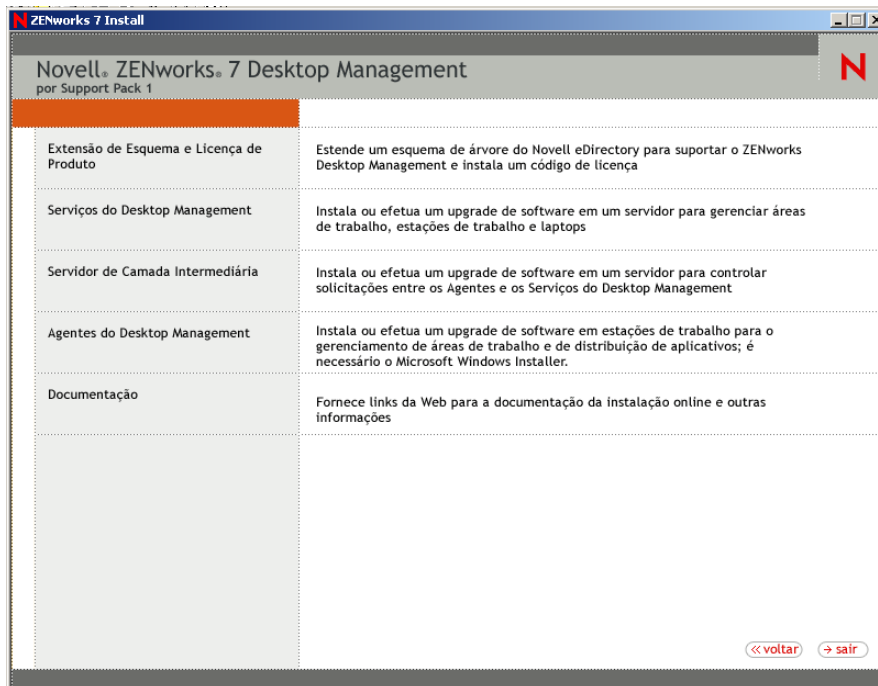 ZENworks 7 Install
Novell® ZENworks® 7 Desktop Management
por Support Pack 1
N
Extensão de Esquema e Licença de
Produto
Estende um esquema de árvore do Novell eDirectory para suportar o ZENworks
Desktop Management e instala um código de licença
Serviços do Desktop Management
Instala ou efetua um upgrade de software em um servidor para gerenciar áreas
de trabalho, estações de trabalho e laptops
Servidor de Camada Intermediária
Instala ou efetua um upgrade de software em um servidor para controlar
solicitações entre os Agentes e os Serviços do Desktop Management
Agentes do Desktop Management
Instala ou efetua um upgrade de software em estações de trabalho para o
gerenciamento de áreas de trabalho e de distribuição de aplicativos; é
necessário o Microsoft Windows Installer.
Documentação
Fornece links da Web para a documentação da instalação online e outras
informações
voltar
sair